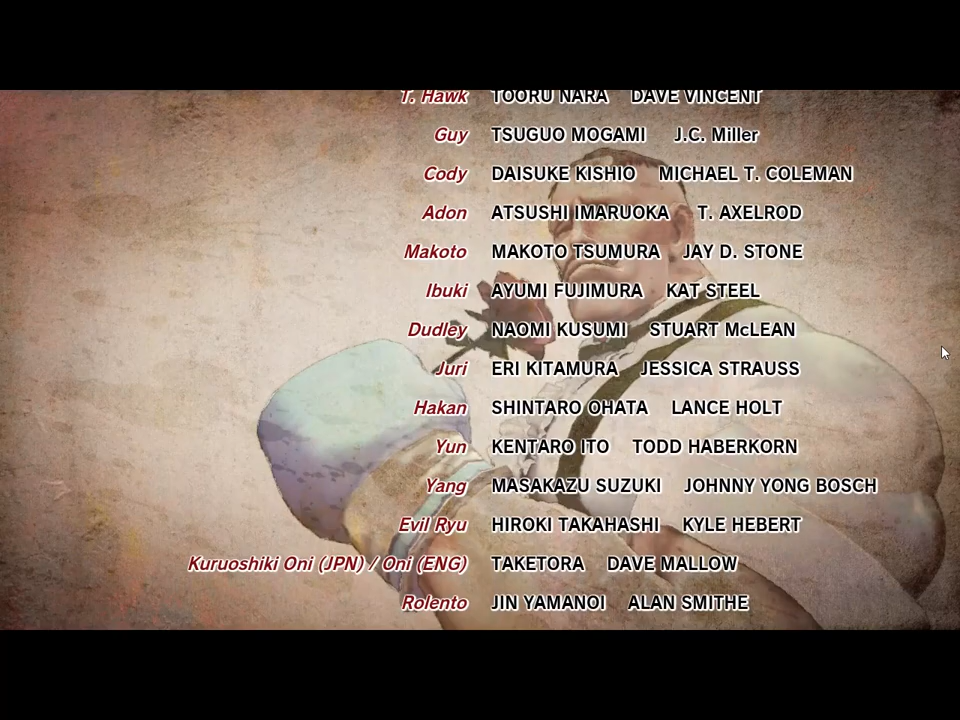 T. Hawk TOORU NARA DAVE VINCENT
Guy TSUGUO MOGAMI J.C. Miller
Cody DAISUKE KISHIO MICHAEL T. COLEMAN
Adon ATSUSHI IMARUOKA T. AXELROD
Makoto MAKOTO TSUMURA JAY D. STONE
Ibuki AYUMI FUJIMURA KAT STEEL
Dudley NAOMI KUSUMI STUART McLEAN
Juri ERI KITAMURA JESSICA STRAUSS
Hakan SHINTARO OHATA LANCE HOLT
Yun KENTARO ITO TODD HABERKORN
Yang MASAKAZU SUZUKI JOHNNY YONG BOSCH
Evil Ryu HIROKI TAKAHASHI KYLE HEBERT
Kuruoshiki Oni (JPN) / Oni (ENG) TAKETORA DAVE MALLOW
Rolento JIN YAMANOI ALAN SMITHE